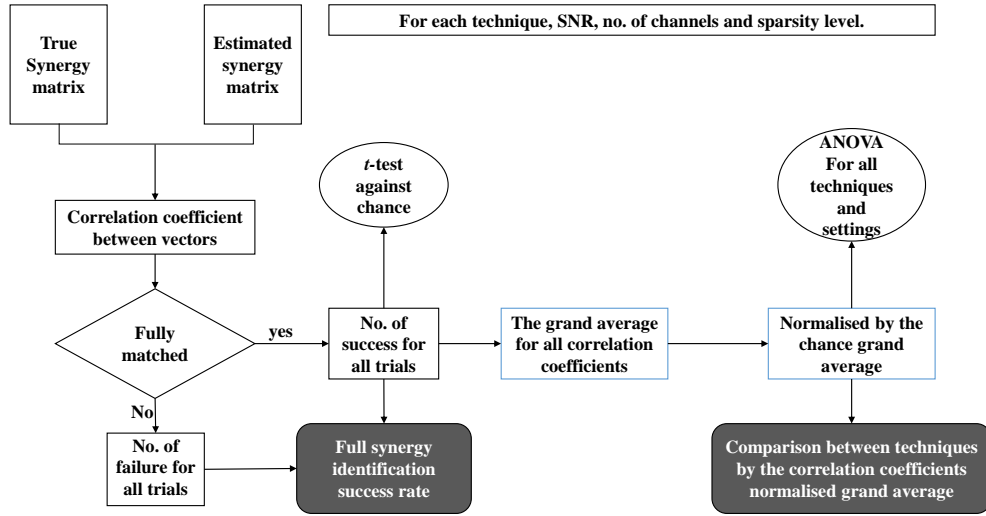 For each technique, SNR, no. of channels and sparsity level.
True
Synergy
matrix
Estimated
synergy
matrix
Correlation coefficient
between vectors
Fully
matched
yes
No
No. of
failure for
all trials
t-test
against
chance
No. of
success for
all trials
Full synergy
identification
success rate
The grand average
for all correlation
coefficients
ANOVA
For all
techniques
and
settings
Normalised by the
chance grand
average
Comparison between techniques
by the correlation coefficients
normalised grand average